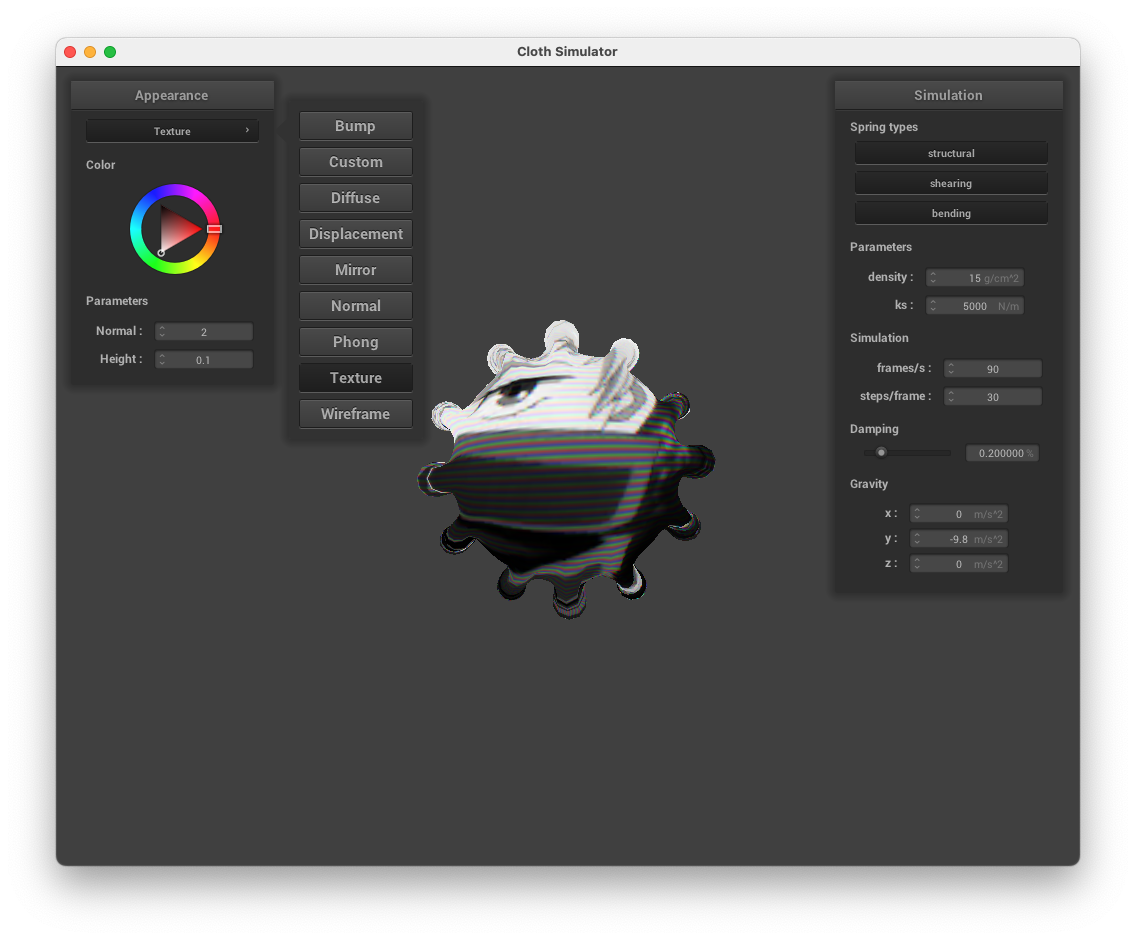 Cloth Simulator
Appearance
Texture
Color
Parameters
Normal : 2
Height : 0.1
Bump
Custom
Diffuse
Displacement
Mirror
Normal
Phong
Texture
Wireframe
Simulation
Spring types
structural
shearing
bending
Parameters
density : 15 g/cm^2
ks : 5000 N/m
Simulation
frames/s : 90
steps/frame : 30
Damping
0.200000 %
Gravity
x : 0 m/s^2
y : -9.8 m/s^2
z : 0 m/s^2